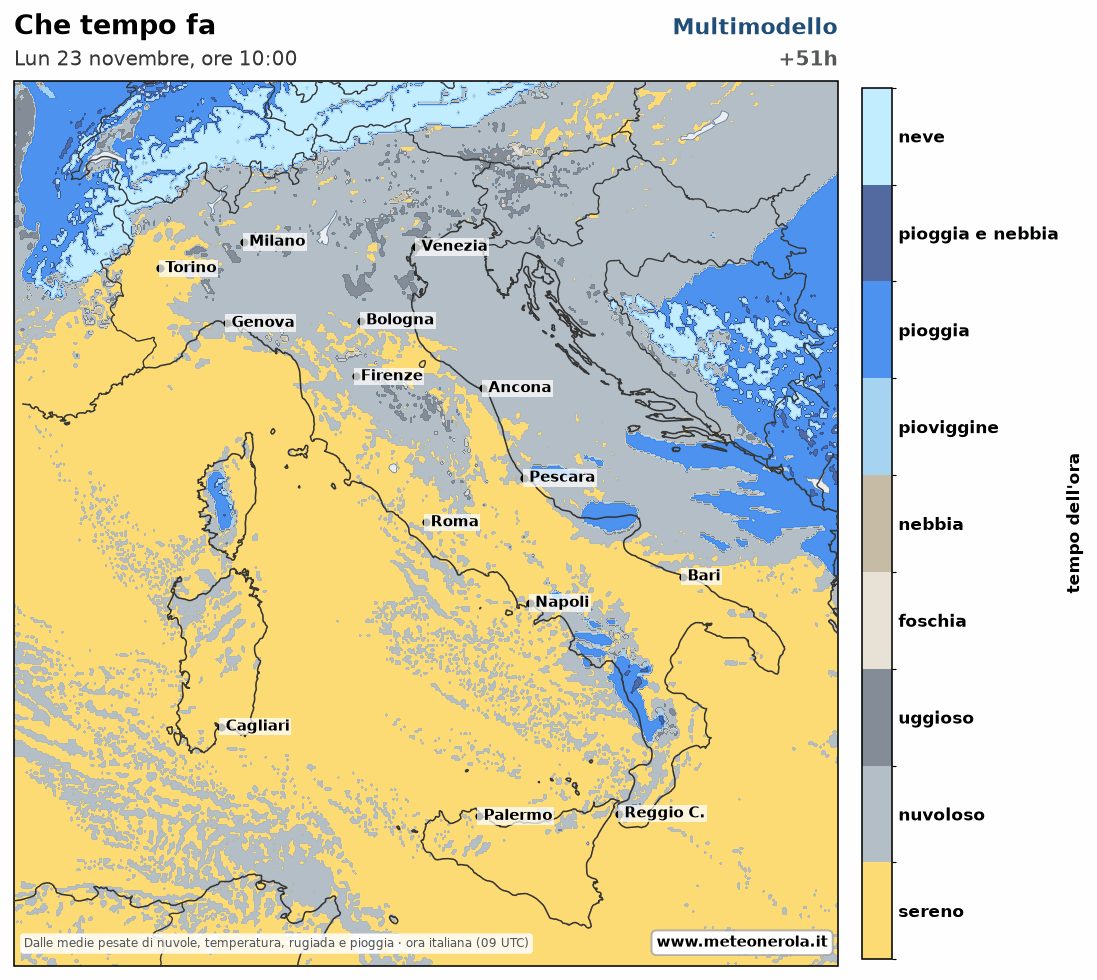 Che tempo fa
Multimodello
Lun 23 novembre, ore 10:00
+51h
neve
pioggia e nebbia
pioggia
pioviggine
nebbia
foschia
uggioso
nuvoloso
sereno
tempo dell'ora
Milano
Venezia
Torino
Genova
Bologna
Firenze
Ancona
Pescara
Roma
Bari
Napoli
Cagliari
Palermo
Reggio C.
Dalle medie pesate di nuvole, temperatura, rugiada e pioggia · ora italiana (09 UTC)
www.meteonerola.it